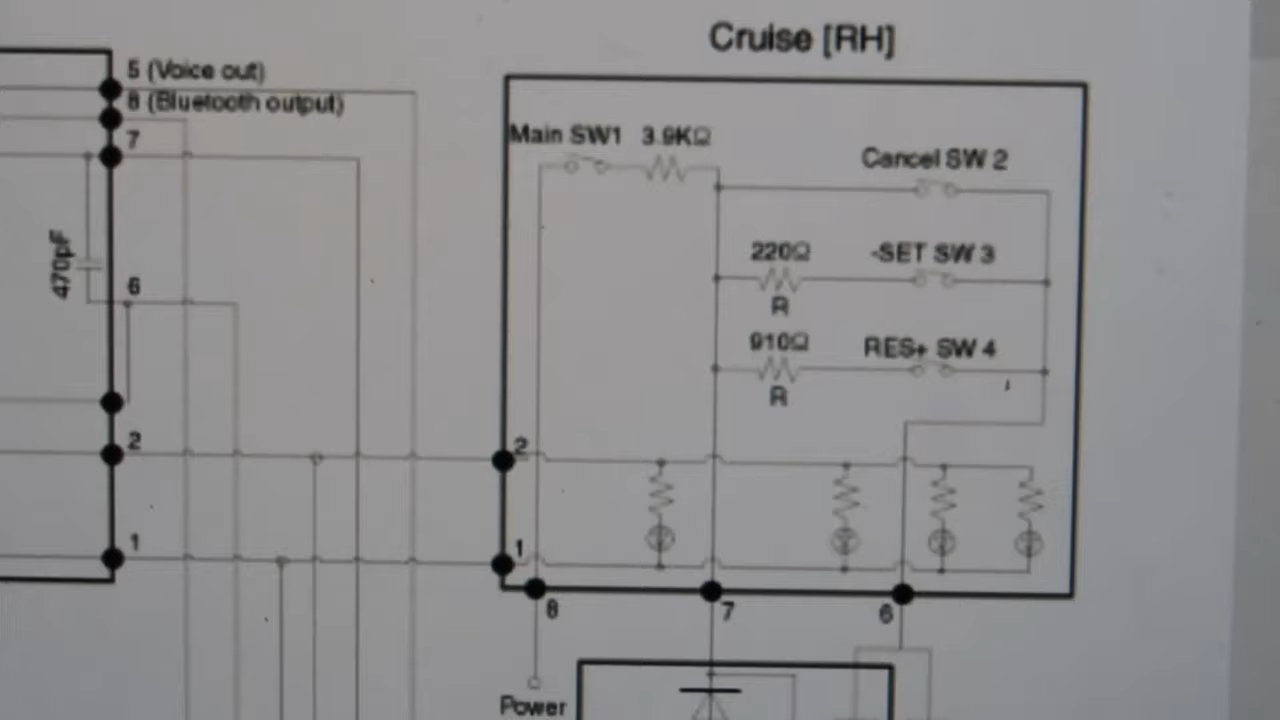 Cruise [RH]
5 (Voice out)
8 (Bluetooth output)
7
Main SW1 3.9KΩ
Cancel SW 2
470pF
220Ω -SET SW 3
R
6
910Ω RES+ SW 4
R
2
2
1
1
8
7
6
Power